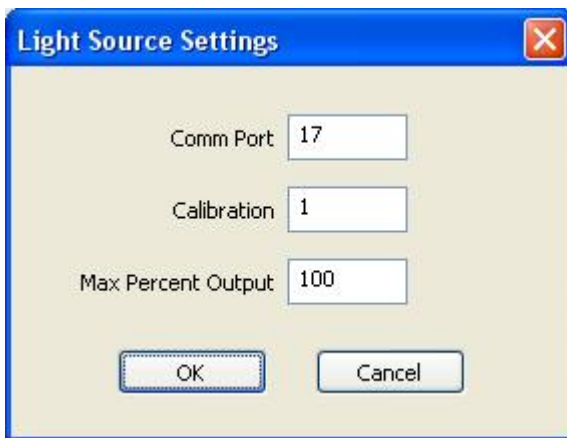 Light Source Settings
Comm Port 17
Calibration 1
Max Percent Output 100
OK Cancel